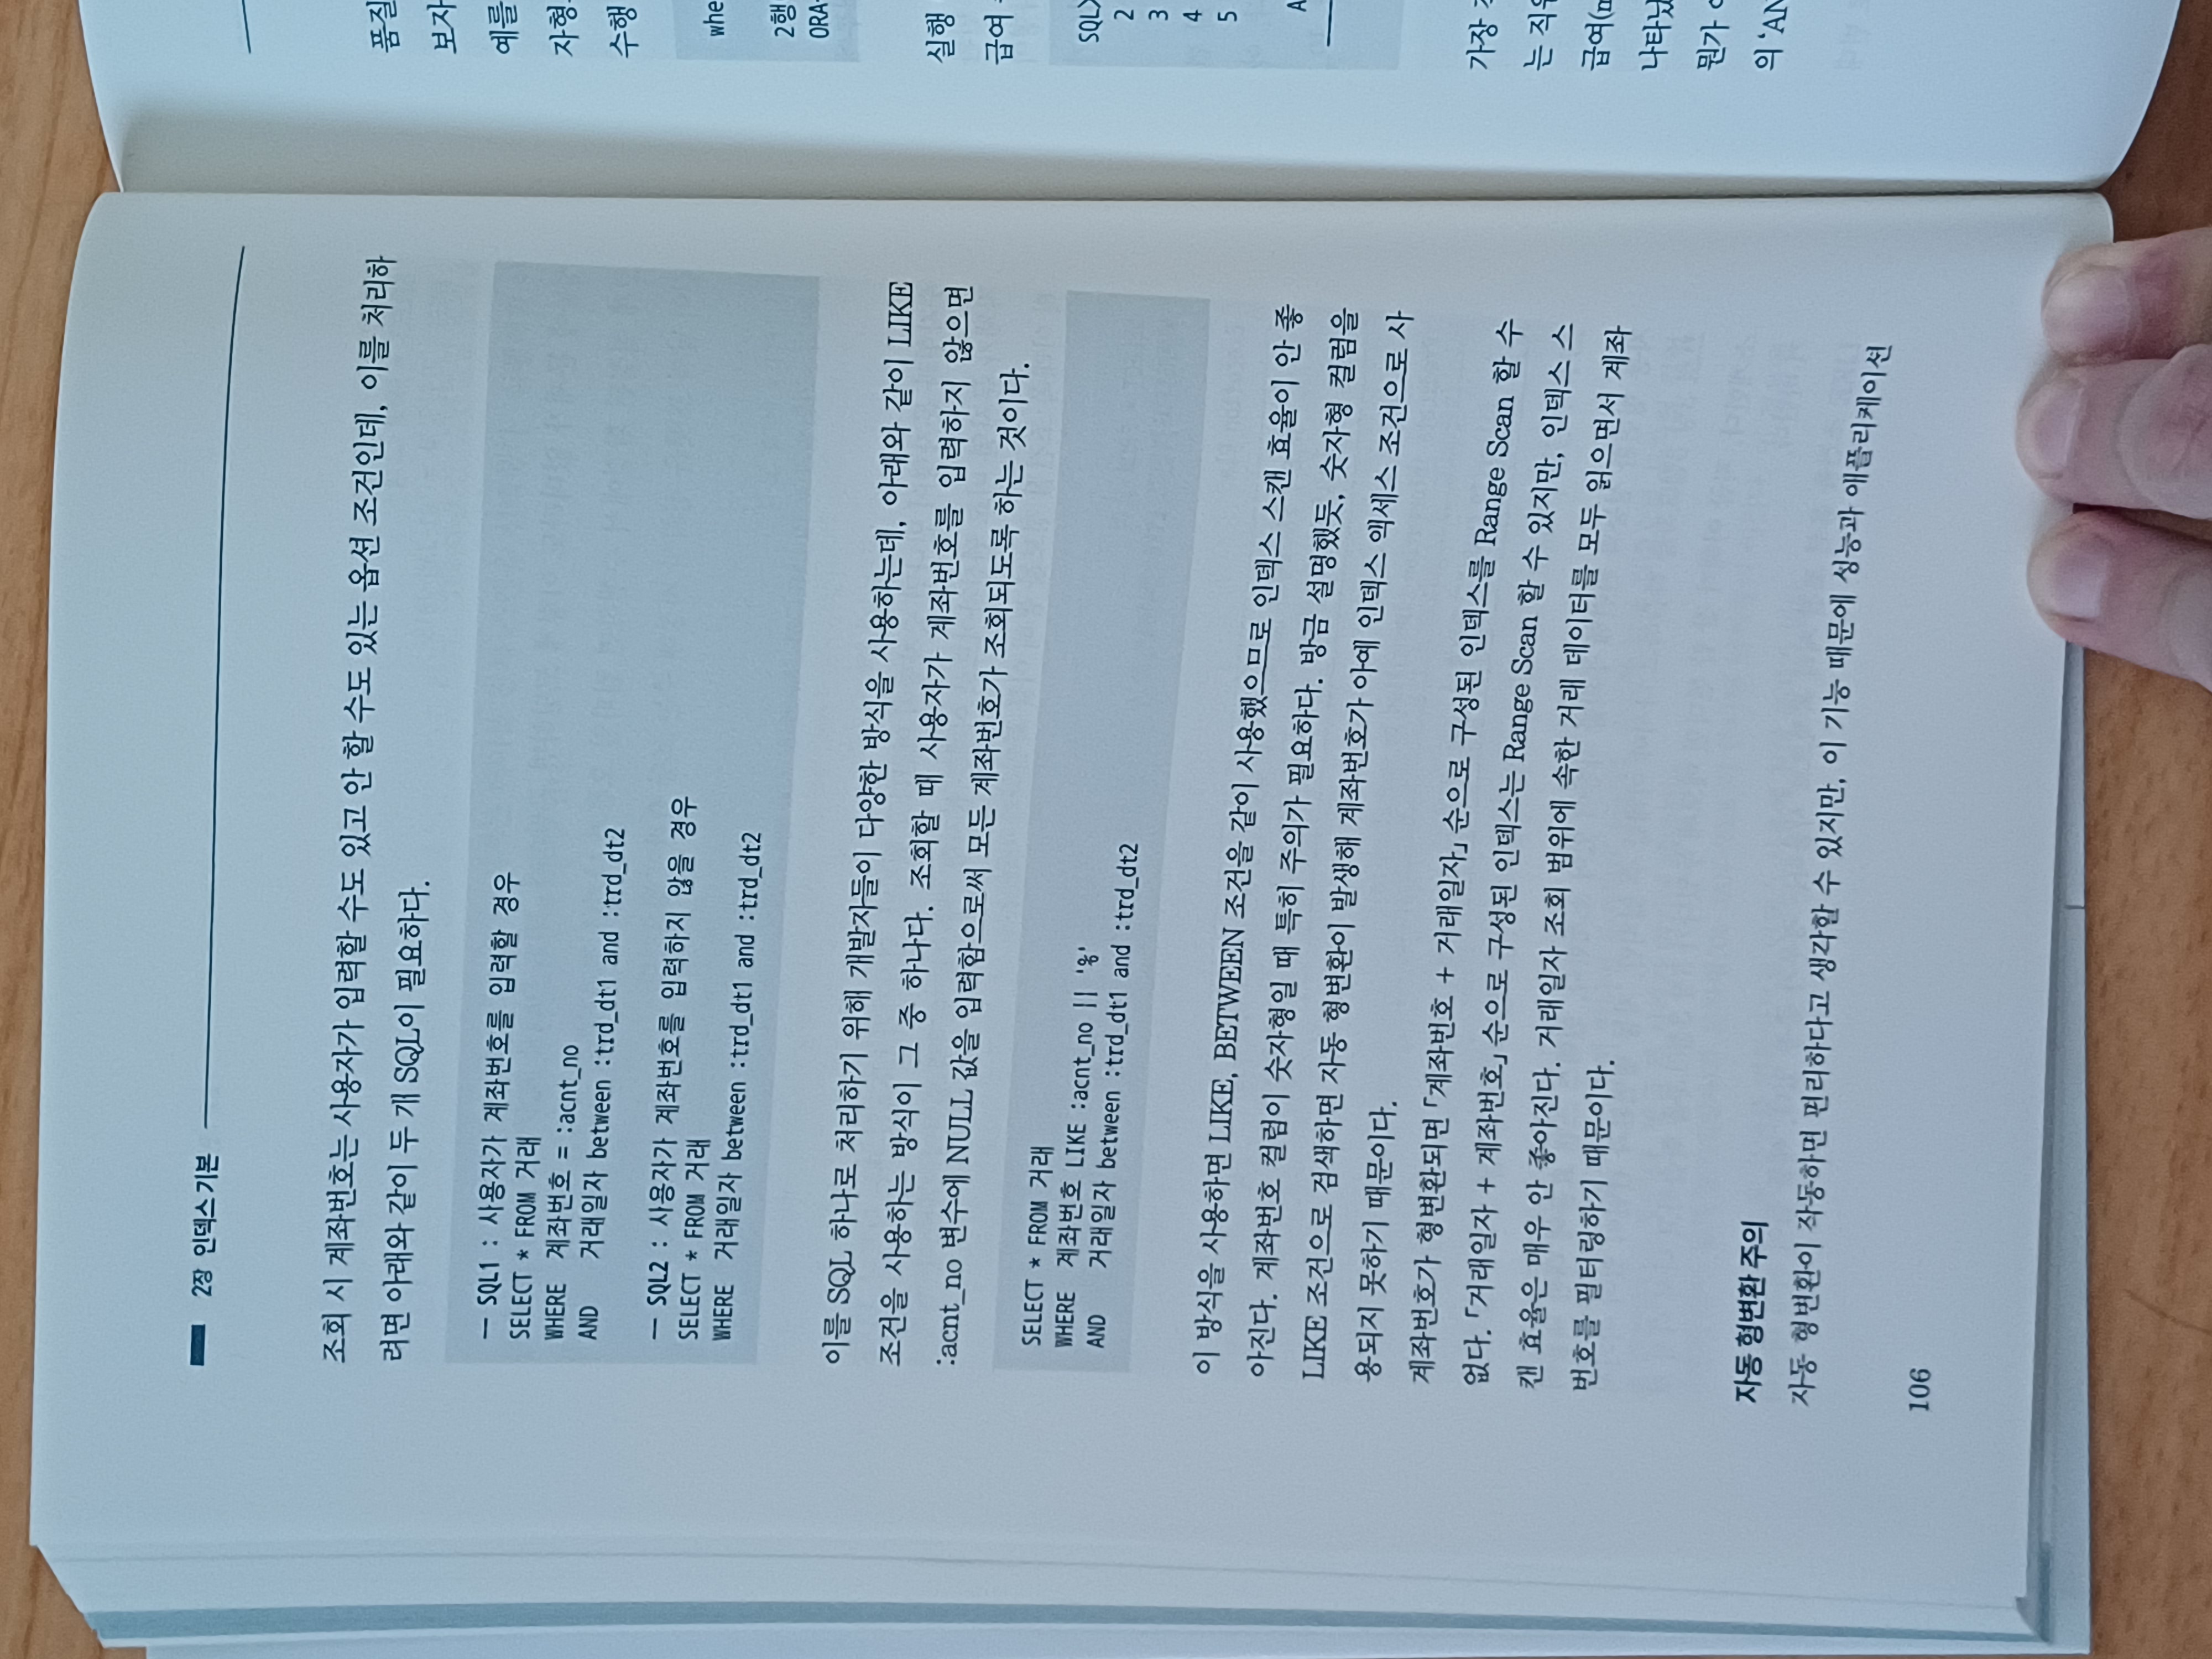 2장 인덱스 기본
조회 시 계좌번호는 사용자가 입력할 수도 있고 안 할 수도 있는 옵션 조건인데, 이를 처리하
려면 아래와 같이 두 개 SQL이 필요하다.
— SQL1 : 사용자가 계좌번호를 입력할 경우
SELECT * FROM 거래
WHERE 계좌번호 = :acnt_no
AND 거래일자 between :trd_dt1 and :trd_dt2
— SQL2 : 사용자가 계좌번호를 입력하지 않을 경우
SELECT * FROM 거래
WHERE 거래일자 between :trd_dt1 and :trd_dt2
이를 SQL 하나로 처리하기 위해 개발자들이 다양한 방식을 사용하는데, 아래와 같이 LIKE
조건을 사용하는 방식이 그 중 하나다. 조회할 때 사용자가 계좌번호를 입력하지 않으면
:acnt_no 변수에 NULL 값을 입력함으로써 모든 계좌번호가 조회되도록 하는 것이다.
SELECT * FROM 거래
WHERE 계좌번호 LIKE :acnt_no || '%'
AND 거래일자 between :trd_dt1 and :trd_dt2
이 방식을 사용하면 LIKE, BETWEEN 조건을 같이 사용했으므로 인덱스 스캔 효율이 안 좋
아진다. 계좌번호 컬럼이 숫자형일 때 특히 주의가 필요하다. 방금 설명했듯, 숫자형 컬럼을
LIKE 조건으로 검색하면 자동 형변환이 발생해 계좌번호가 아예 인덱스 액세스 조건으로 사
용되지 못하기 때문이다.
계좌번호가 형변환되면 「계좌번호 + 거래일자」 순으로 구성된 인덱스를 Range Scan 할 수
없다. 「거래일자 + 계좌번호」 순으로 구성된 인덱스는 Range Scan 할 수 있지만, 인덱스 스
캔 효율은 매우 안 좋아진다. 거래일자 조회 범위에 속한 거래 데이터를 모두 읽으면서 계좌
번호를 필터링하기 때문이다.
자동 형변환 주의
자동 형변환이 작동하면 편리하다고 생각할 수 있지만, 이 기능 때문에 성능과 애플리케이션
106
품질
보자
예를
자형
수행
whe
2행
ORA
실행
급여
SQL>
2
3
4
5
A
가장
는 직위
급여(m
나타났
뭔가
의 'AN